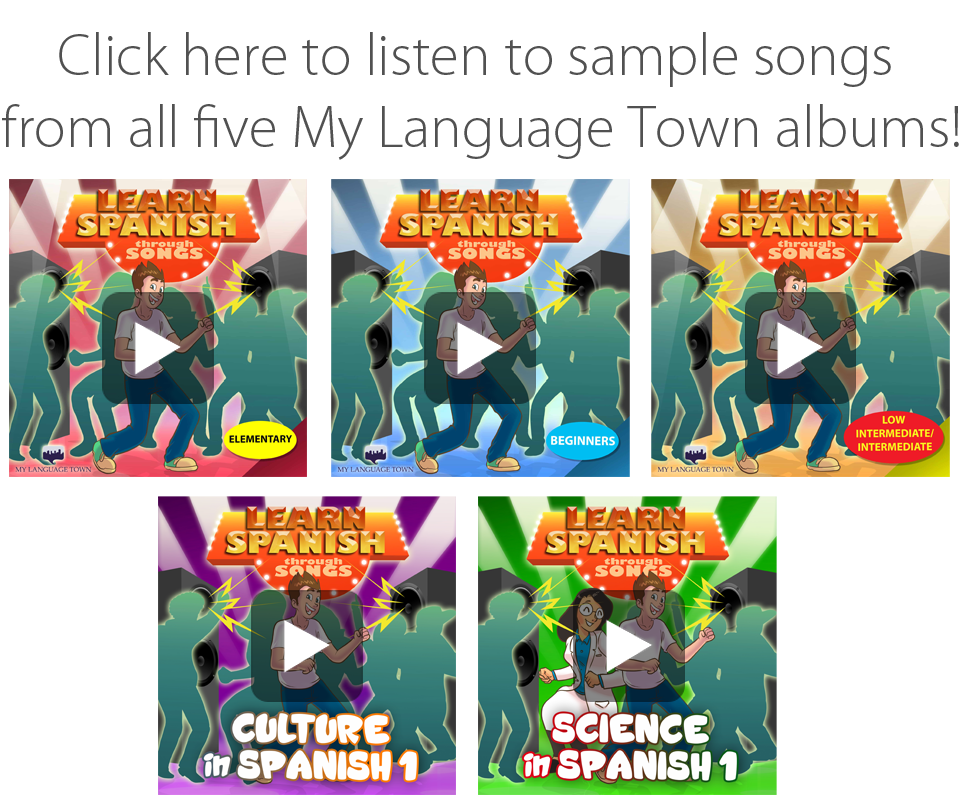 Click here to listen to sample songs
from all five My Language Town albums!
LEARN
SPANISH
through
SONGS
ELEMENTARY
MY LANGUAGE TOWN
LEARN
SPANISH
through
SONGS
BEGINNERS
MY LANGUAGE TOWN
LEARN
SPANISH
through
SONGS
LOW
INTERMEDIATE/
INTERMEDIATE
MY LANGUAGE TOWN
LEARN
SPANISH
through
SONGS
CULTURE
in SPANISH 1
LEARN
SPANISH
through
SONGS
SCIENCE
in SPANISH 1